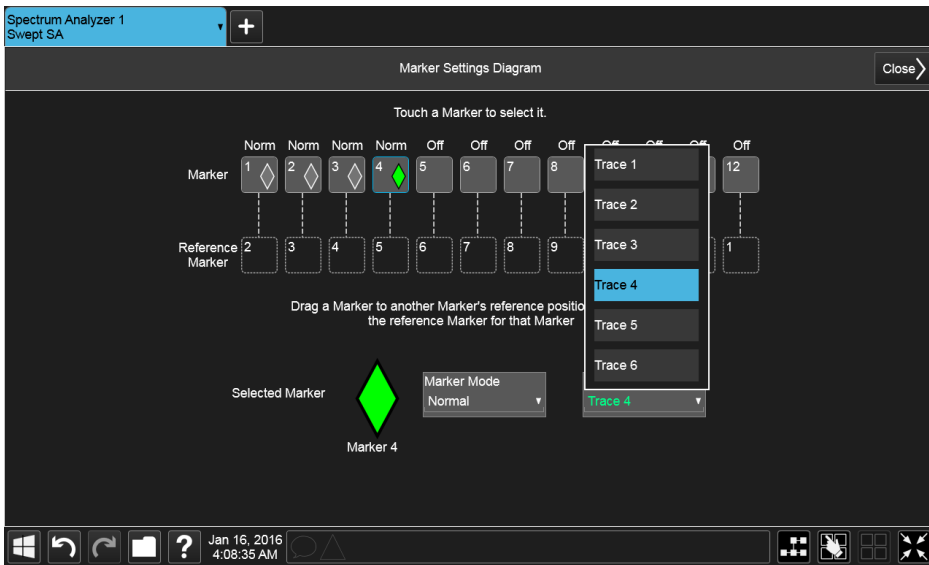 Spectrum Analyzer 1
Swept SA
+
Marker Settings Diagram
Close
Touch a Marker to select it.
Norm Norm Norm Norm Off Off Off Off Off Off Off Off
Marker 1 2 3 4 5 6 7 8 12
Reference Marker 2 3 4 5 6 7 8 9 1
Drag a Marker to another Marker's reference positio
the reference Marker for that Marker
Trace 1
Trace 2
Trace 3
Trace 4
Trace 5
Trace 6
Selected Marker
Marker 4
Marker Mode
Normal
Trace 4
?
Jan 16, 2016
4:08:35 AM